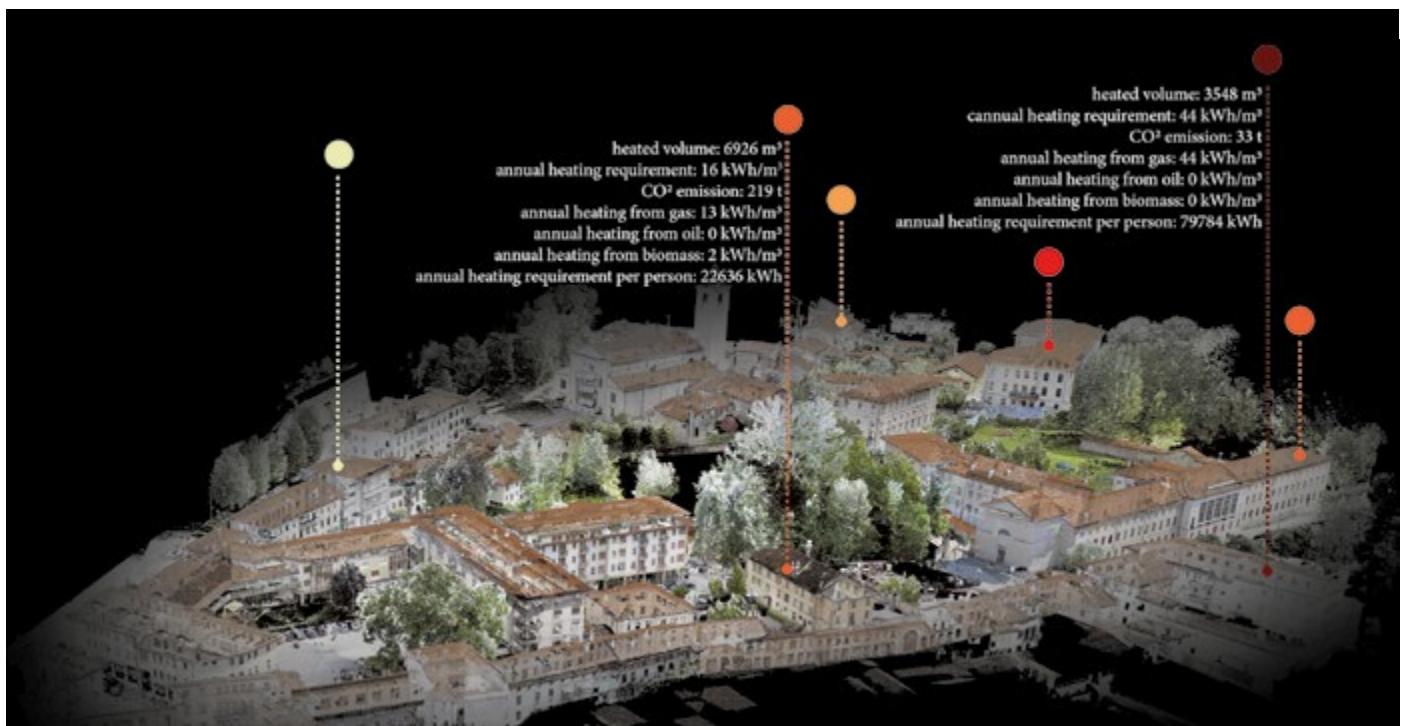 heated volume: 6926 m³
annual heating requirement: 16 kWh/m³
CO² emission: 219 t
annual heating from gas: 13 kWh/m³
annual heating from oil: 0 kWh/m³
annual heating from biomass: 2 kWh/m³
annual heating requirement per person: 22636 kWh
heated volume: 3548 m³
cannual heating requirement: 44 kWh/m³
CO² emission: 33 t
annual heating from gas: 44 kWh/m³
annual heating from oil: 0 kWh/m³
annual heating from biomass: 0 kWh/m³
annual heating requirement per person: 79784 kWh